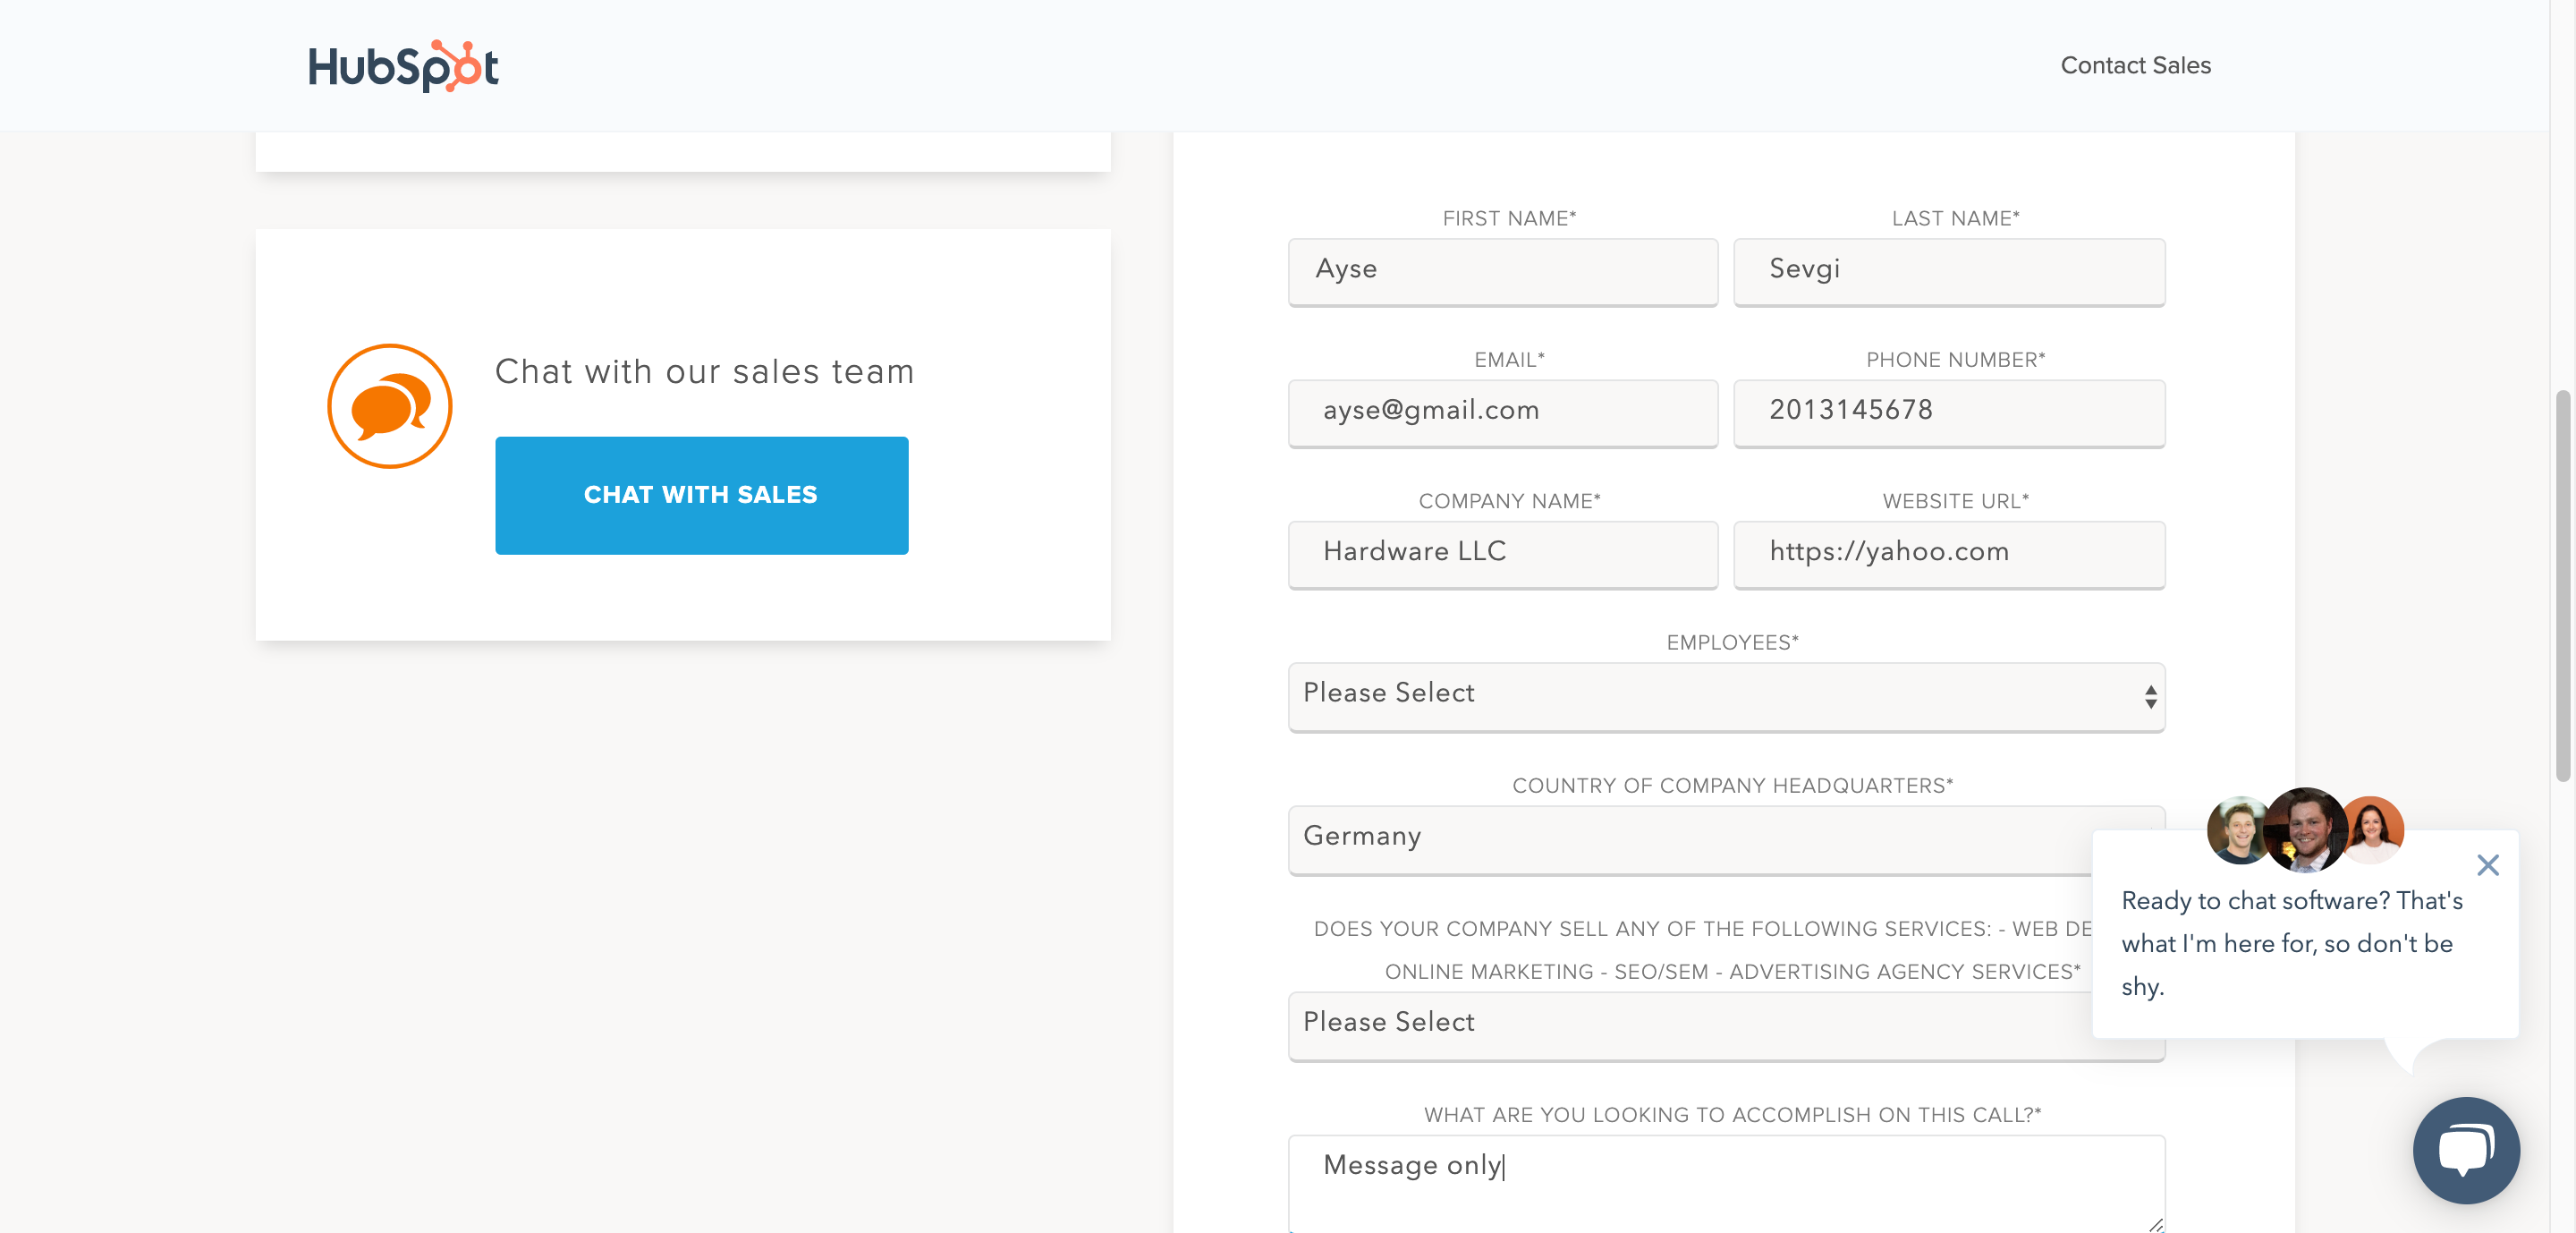 HubSpot
Contact Sales
Chat with our sales team
CHAT WITH SALES
FIRST NAME*
LAST NAME*
Ayse
Sevgi
EMAIL*
PHONE NUMBER*
ayse@gmail.com
2013145678
COMPANY NAME*
WEBSITE URL*
Hardware LLC
https://yahoo.com
EMPLOYEES*
Please Select
COUNTRY OF COMPANY HEADQUARTERS*
Germany
DOES YOUR COMPANY SELL ANY OF THE FOLLOWING SERVICES: - WEB DE
ONLINE MARKETING - SEO/SEM - ADVERTISING AGENCY SERVICES*
Please Select
WHAT ARE YOU LOOKING TO ACCOMPLISH ON THIS CALL?*
Message only
Ready to chat software? That's
what I'm here for, so don't be
shy.